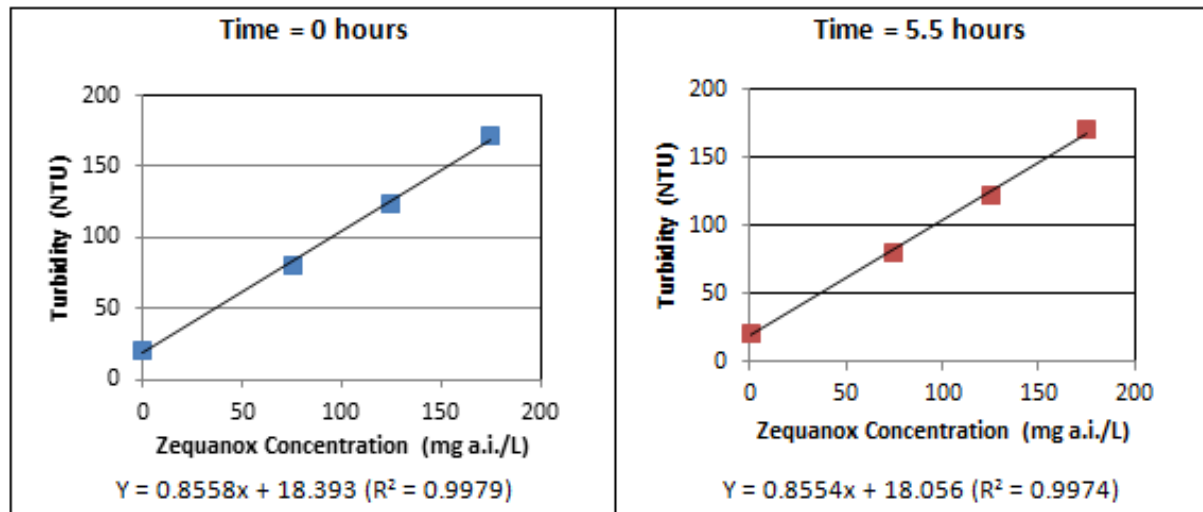 Time = 0 hours
Turbidity (NTU)
200
150
100
50
0
0 50 100 150 200
Zequanox Concentration (mg a.i./L)
Y = 0.8558x + 18.393 (R² = 0.9979)
Time = 5.5 hours
Turbidity (NTU)
200
150
100
50
0
0 50 100 150 200
Zequanox Concentration (mg a.i./L)
Y = 0.8554x + 18.056 (R² = 0.9974)